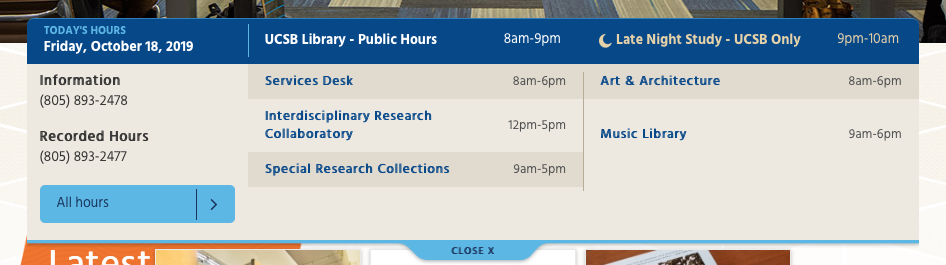 TODAY'S HOURS
Friday, October 18, 2019
UCSB Library - Public Hours 8am-9pm
Late Night Study - UCSB Only 9pm-10am
Information
(805) 893-2478
Recorded Hours
(805) 893-2477
All hours
Services Desk 8am-6pm
Interdisciplinary Research
Collaboratory 12pm-5pm
Special Research Collections 9am-5pm
Art & Architecture 8am-6pm
Music Library 9am-6pm
CLOSE X
Latest